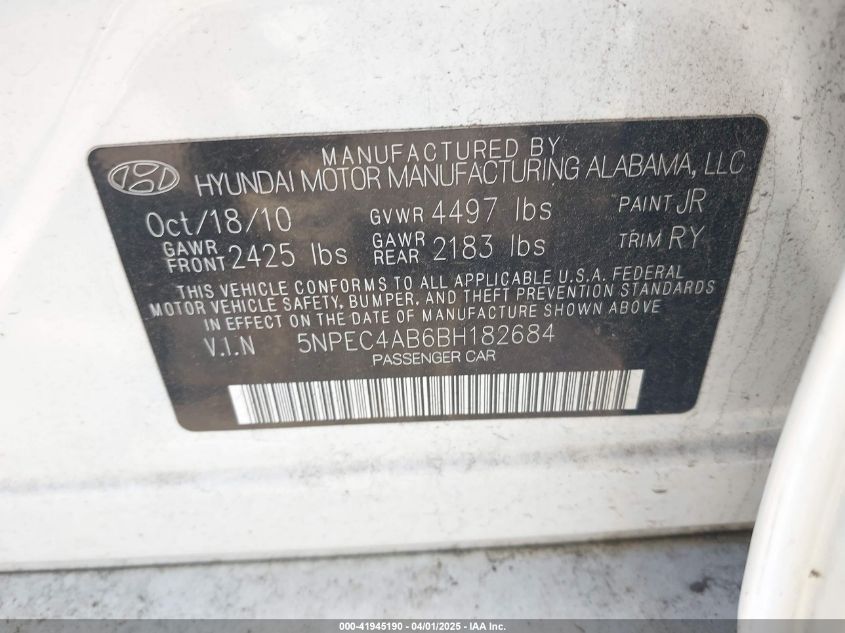 MANUFACTURED BY
HYUNDAI MOTOR MANUFACTURING ALABAMA, LLC
Oct/18/10 GVWR 4497 lbs PAINT JR
GAWR FRONT 2425 lbs GAWR REAR 2183 lbs TRIM RY
THIS VEHICLE CONFORMS TO ALL APPLICABLE U.S.A. FEDERAL
MOTOR VEHICLE SAFETY, BUMPER, AND THEFT PREVENTION STANDARDS
IN EFFECT ON THE DATE OF MANUFACTURE SHOWN ABOVE
V.I.N 5NPEC4AB6BH182684
PASSENGER CAR
000-41945190 - 04/01/2025 - IAA Inc.